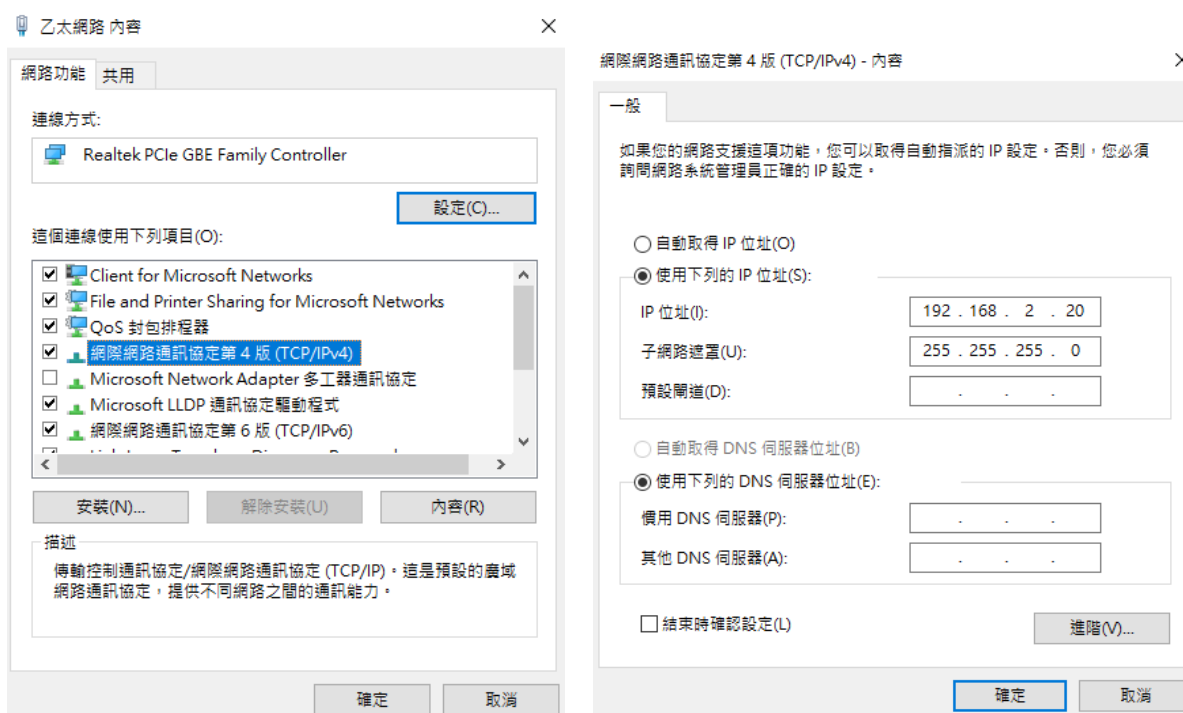 乙太網路 內容
網路功能
共用
連線方式:
Realtek PCIe GBE Family Controller
設定(C)...
這個連線使用下列項目(O):
Client for Microsoft Networks
File and Printer Sharing for Microsoft Networks
QoS 封包排程器
網際網路通訊協定第 4 版 (TCP/IPv4)
Microsoft Network Adapter 多工器通訊協定
Microsoft LLDP 通訊協定驅動程式
網際網路通訊協定第 6 版 (TCP/IPv6)
安裝(N)...
解除安裝(U)
內容(R)
描述
傳輸控制通訊協定/網際網路通訊協定 (TCP/IP)。這是預設的廣域
網路通訊協定，提供不同網路之間的通訊能力。
確定
取消
網際網路通訊協定第 4 版 (TCP/IPv4) - 內容
一般
如果您的網路支援這項功能，您可以取得自動指派的 IP 設定。否則，您必須
詢問網路系統管理員正確的 IP 設定。
自動取得 IP 位址(O)
使用下列的 IP 位址(S):
IP 位址(I):
192 . 168 . 2 . 20
子網路遮罩(U):
255 . 255 . 255 . 0
預設閘道(D):
. . .
自動取得 DNS 伺服器位址(B)
使用下列的 DNS 伺服器位址(E):
慣用 DNS 伺服器(P):
. . .
其他 DNS 伺服器(A):
. . .
結束時確認設定(L)
進階(V)...
確定
取消